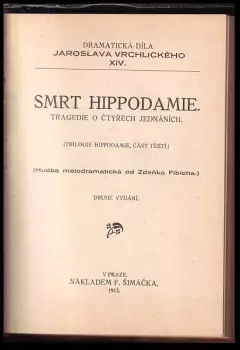 DRAMATICKÁ DÍLA
JAROSLAVA VRCHLICKÉHO
XIV.
SMRT HIPPODAMIE.
TRAGEDIE O ČTYŘECH JEDNÁNÍCH.
(TRILOGIE HIPPODAMIE, ČÁST TŘETÍ.)
(Hudba melodramatická od Zdeňka Fibicha.)
DRUHÉ VYDÁNÍ.
V PRAZE.
NÁKLADEM F. ŠIMÁČKA.
1913.